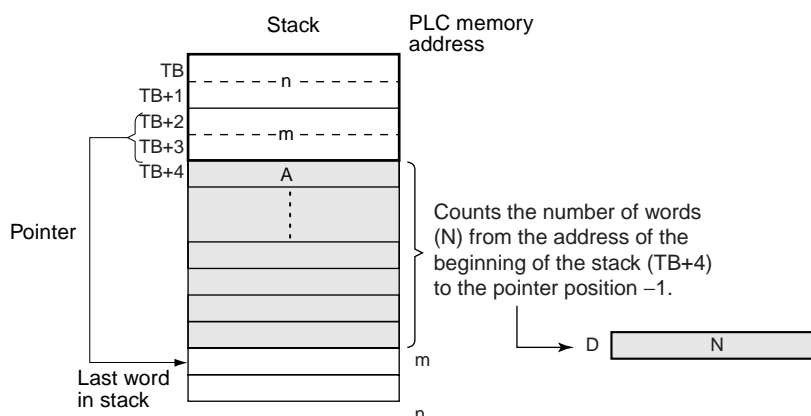 Stack
PLC memory
address
TB
n
TB+1
TB+2
m
TB+3
TB+4
A
Pointer
Counts the number of words
(N) from the address of the
beginning of the stack (TB+4)
to the pointer position −1.
D
N
m
Last word
in stack
n